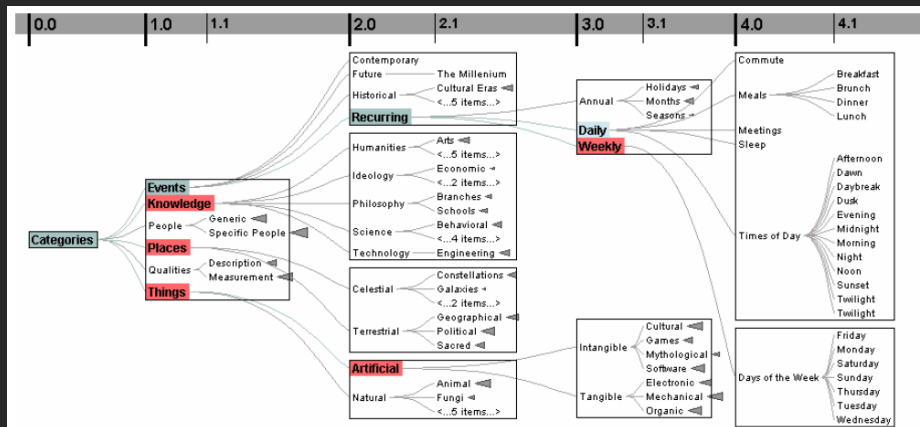 0.0 1.0 1.1 2.0 2.1 3.0 3.1 4.0 4.1
Categories
Events
Knowledge
People
Generic
Specific People
Places
Qualities
Description
Measurement
Things
Contemporary
Future
The Millenium
Historical
Cultural Eras
<...5 items...>
Recurring
Humanities
Arts
<...5 items...>
Ideology
Economic
<...2 items...>
Philosophy
Branches
Schools
Science
Behavioral
<...4 items...>
Technology
Engineering
Celestial
Constellations
Galaxies
<...2 items...>
Terrestrial
Geographical
Political
Sacred
Artificial
Natural
Animal
Fungi
<...5 items...>
Annual
Holidays
Months
Seasons
Daily
Weekly
Intangible
Cultural
Games
Mythological
Software
Tangible
Electronic
Mechanical
Organic
Commute
Meals
Breakfast
Brunch
Dinner
Lunch
Meetings
Sleep
Times of Day
Afternoon
Dawn
Daybreak
Dusk
Evening
Midnight
Morning
Night
Noon
Sunset
Twilight
Twilight
Days of the Week
Friday
Monday
Saturday
Sunday
Thursday
Tuesday
Wednesday